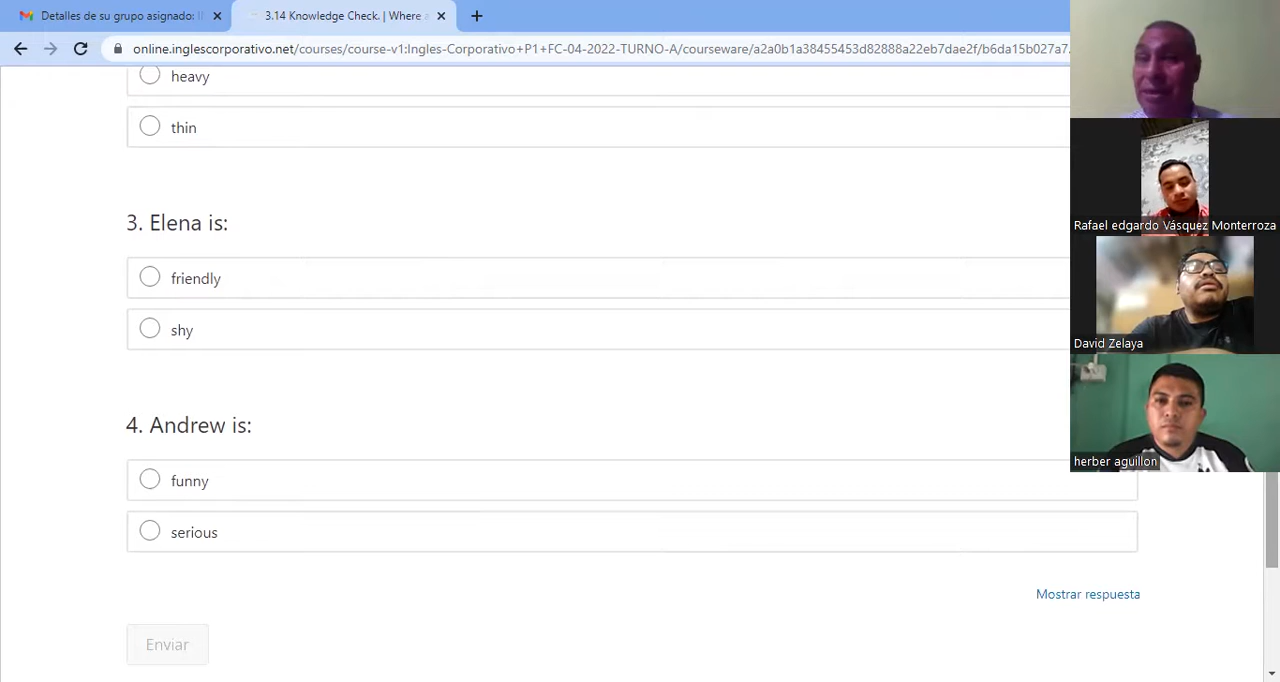 Detalles de su grupo asignado: I
3.14 Knowledge Check. | Where a
online.inglescorporativo.net/courses/course-v1:Ingles-Corporativo+P1+FC-04-2022-TURNO-A/courseware/a2a0b1a38455453d82888a22eb7dae2f/b6da15b027a7
heavy
thin
3. Elena is:
friendly
shy
4. Andrew is:
funny
serious
Mostrar respuesta
Enviar
Rafael edgardo Vásquez Monterroza
David Zelaya
herber aguillon